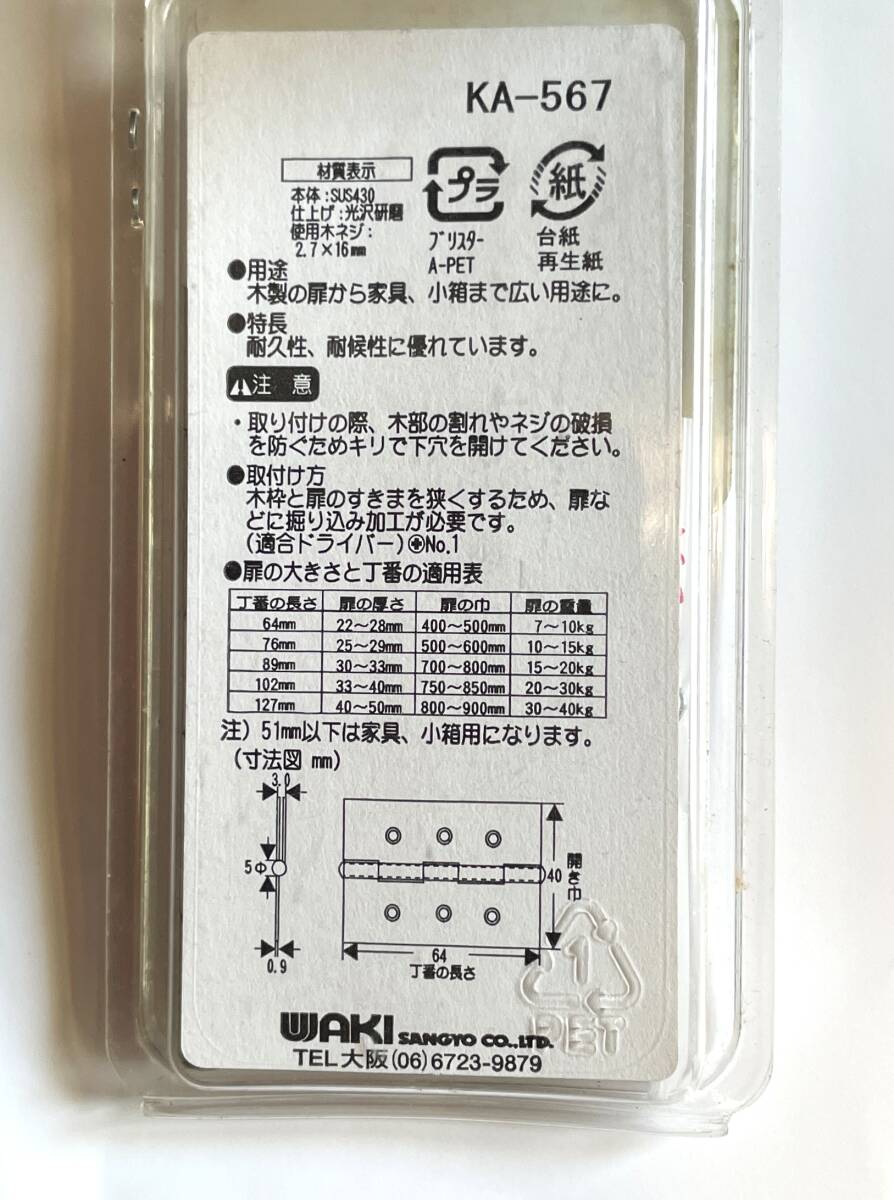 KA-567
材質表示
本体:SUS430
仕上げ:光沢研磨
使用木ネジ:
2.7×16mm
プラ
ブリスター
A-PET
紙
台紙
再生紙
●用途
木製の扉から家具、小箱まで広い用途に。
●特長
耐久性、耐候性に優れています。
注意
・取り付けの際、木部の割れやネジの破損
を防ぐためキリで下穴を開けてください。
●取付け方
木枠と扉のすきまを狭くするため、扉な
どに掘り込み加工が必要です。
(適合ドライバー)⊕No.1
●扉の大きさと丁番の適用表
丁番の長さ 扉の厚さ 扉の巾 扉の重量
64mm 22~28mm 400~500mm 7~10kg
76mm 25~29mm 500~600mm 10~15kg
89mm 30~33mm 700~800mm 15~20kg
102mm 33~40mm 750~850mm 20~30kg
127mm 40~50mm 800~900mm 30~40kg
注) 51mm以下は家具、小箱用になります。
(寸法図 mm)
3.0
5Φ
0.9
40
開き巾
64
丁番の長さ
1
PET
WAKI SANGYO CO.,LTD.
TEL大阪(06)6723-9879